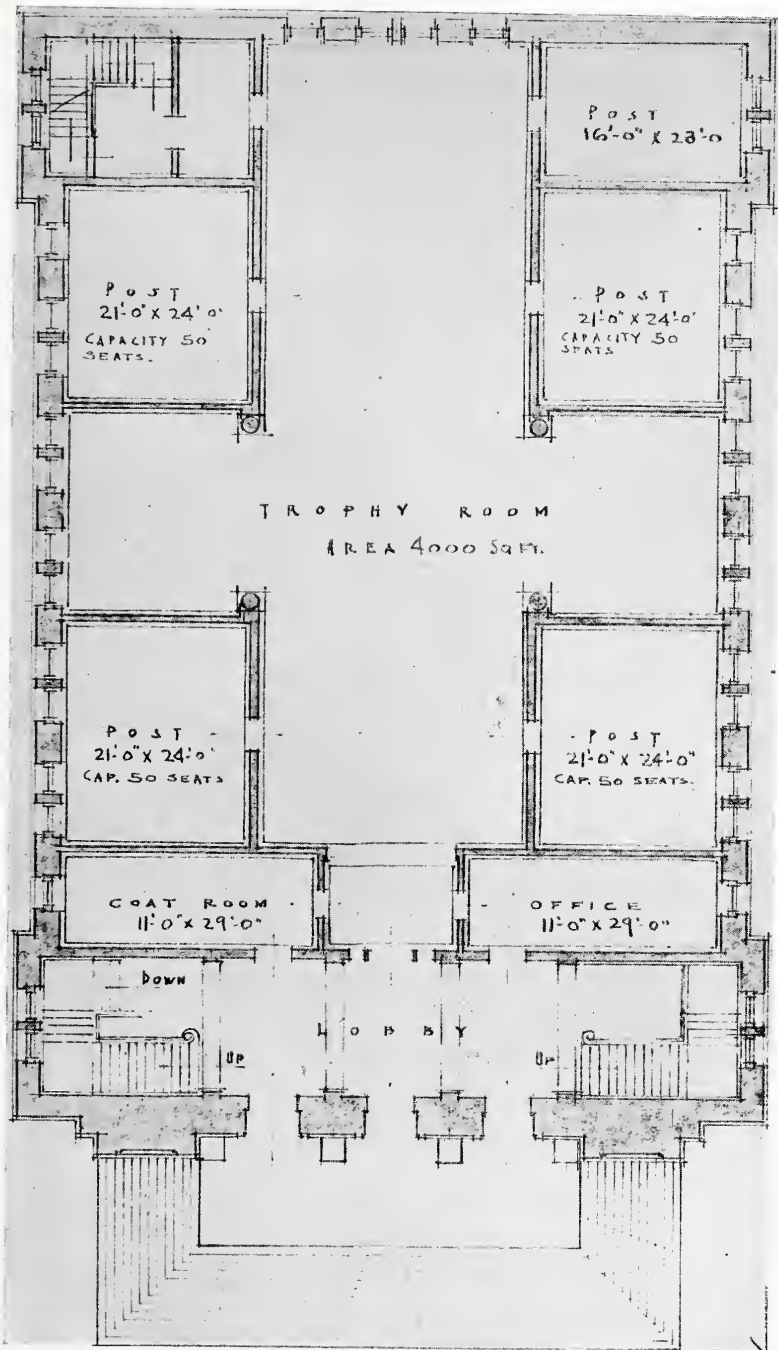 POST
16'-0" X 23'-0
POST
21'-0" X 24'-0"
CAPACITY 50
SEATS.
POST
21'-0" X 24'-0"
CAPACITY 50
SEATS
TROPHY ROOM
AREA 4000 SQ FT.
POST
21'-0" X 24'-0"
CAP. 50 SEATS
POST
21'-0" X 24'-0"
CAP. 50 SEATS.
COAT ROOM
11'-0" X 29'-0"
OFFICE
11'-0" X 29'-0"
DOWN
LOBBY
UP
UP